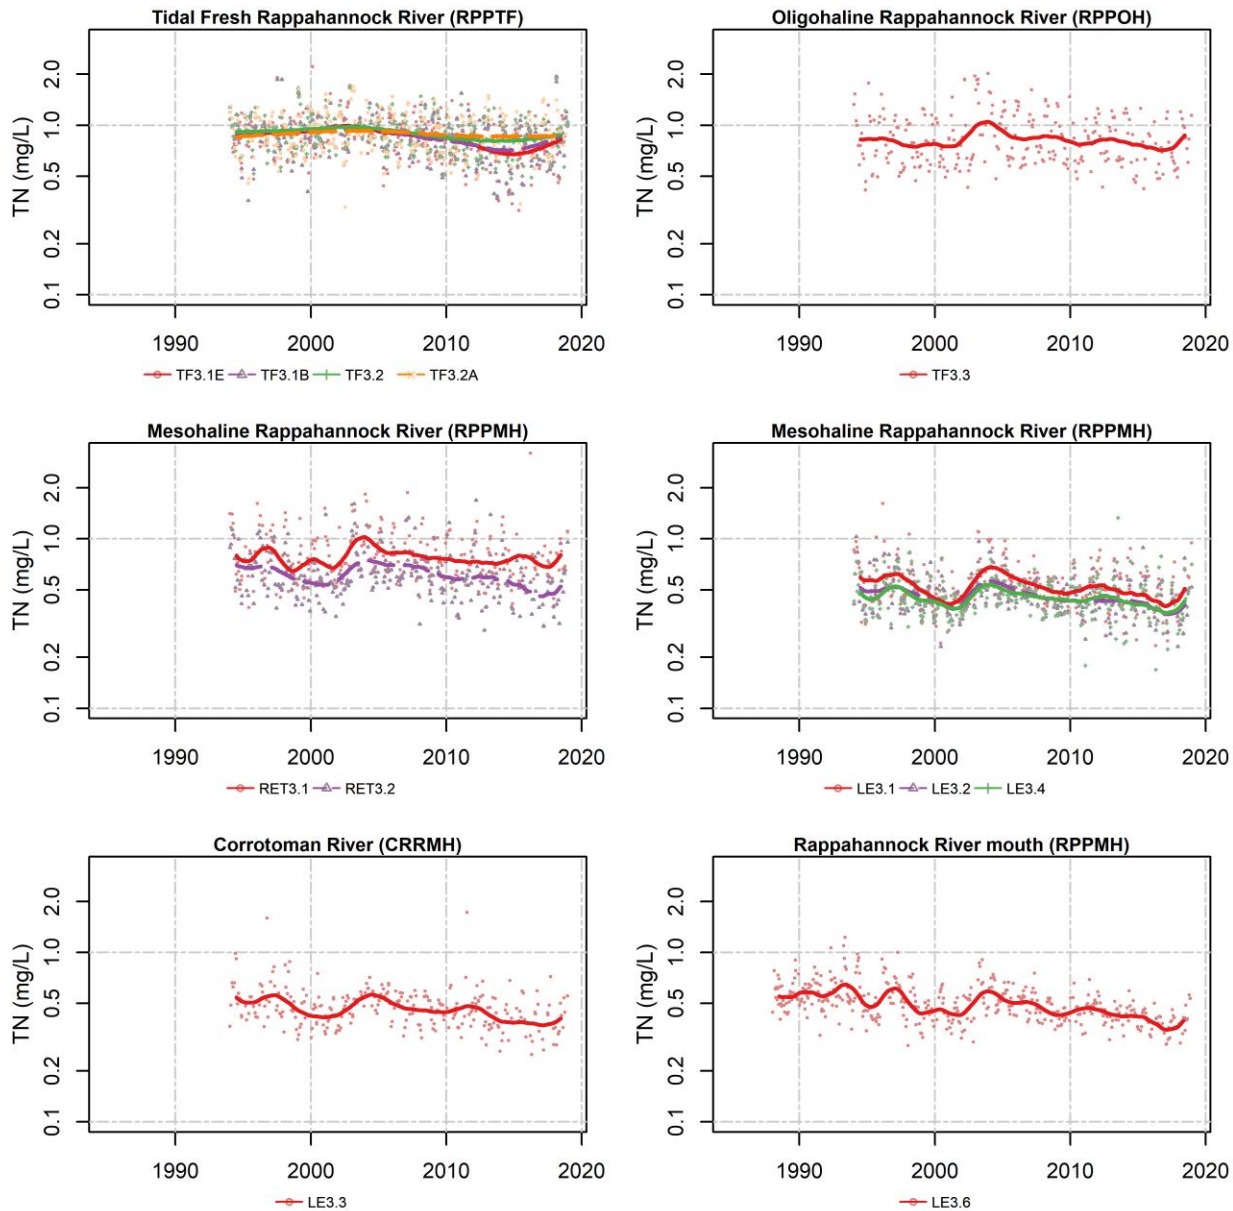 Tidal Fresh Rappahannock River (RPPTF)
TN (mg/L)
2.0
1.0
0.5
0.2
0.1
1990 2000 2010 2020
TF3.1E TF3.1B TF3.2 TF3.2A
Oligohaline Rappahannock River (RPPOH)
TN (mg/L)
2.0
1.0
0.5
0.2
0.1
1990 2000 2010 2020
TF3.3
Mesohaline Rappahannock River (RPPMH)
TN (mg/L)
2.0
1.0
0.5
0.2
0.1
1990 2000 2010 2020
RET3.1 RET3.2
Mesohaline Rappahannock River (RPPMH)
TN (mg/L)
2.0
1.0
0.5
0.2
0.1
1990 2000 2010 2020
LE3.1 LE3.2 LE3.4
Corrotoman River (CRRMH)
TN (mg/L)
2.0
1.0
0.5
0.2
0.1
1990 2000 2010 2020
LE3.3
Rappahannock River mouth (RPPMH)
TN (mg/L)
2.0
1.0
0.5
0.2
0.1
1990 2000 2010 2020
LE3.6